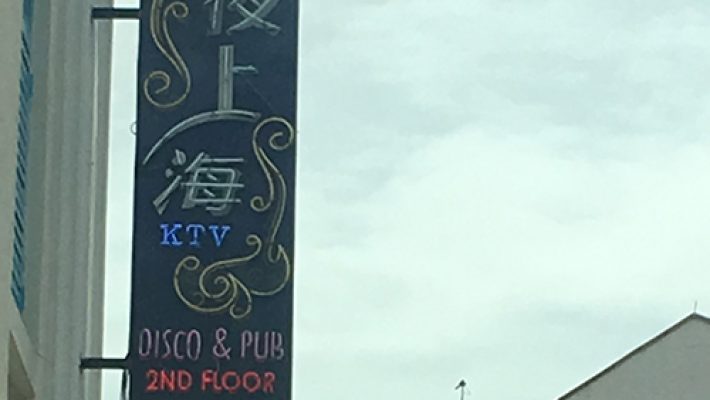 夜
上
海
KTV
DISCO & PUB
2ND FLOOR